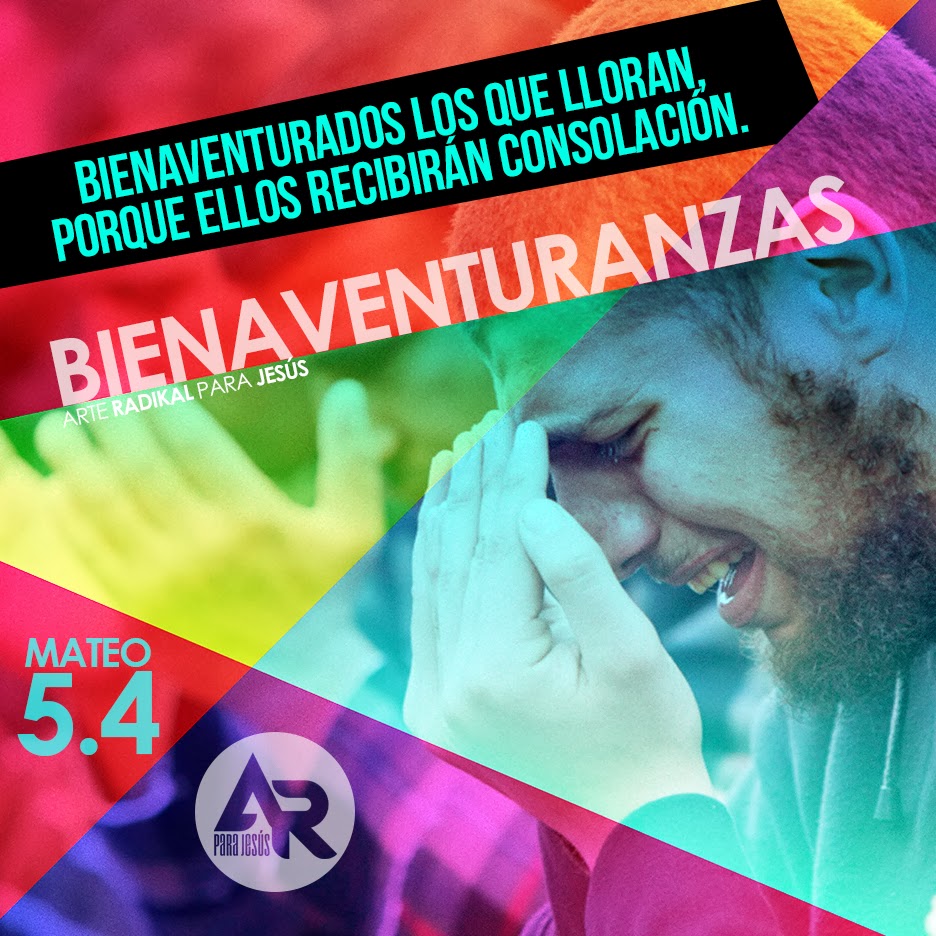 BIENAVENTURADOS LOS QUE LLORAN,
PORQUE ELLOS RECIBIRÁN CONSOLACIÓN.
BIENAVENTURANZAS
ARTE RADIKAL PARA JESÚS
MATEO
5.4
AR
PARA JESÚS